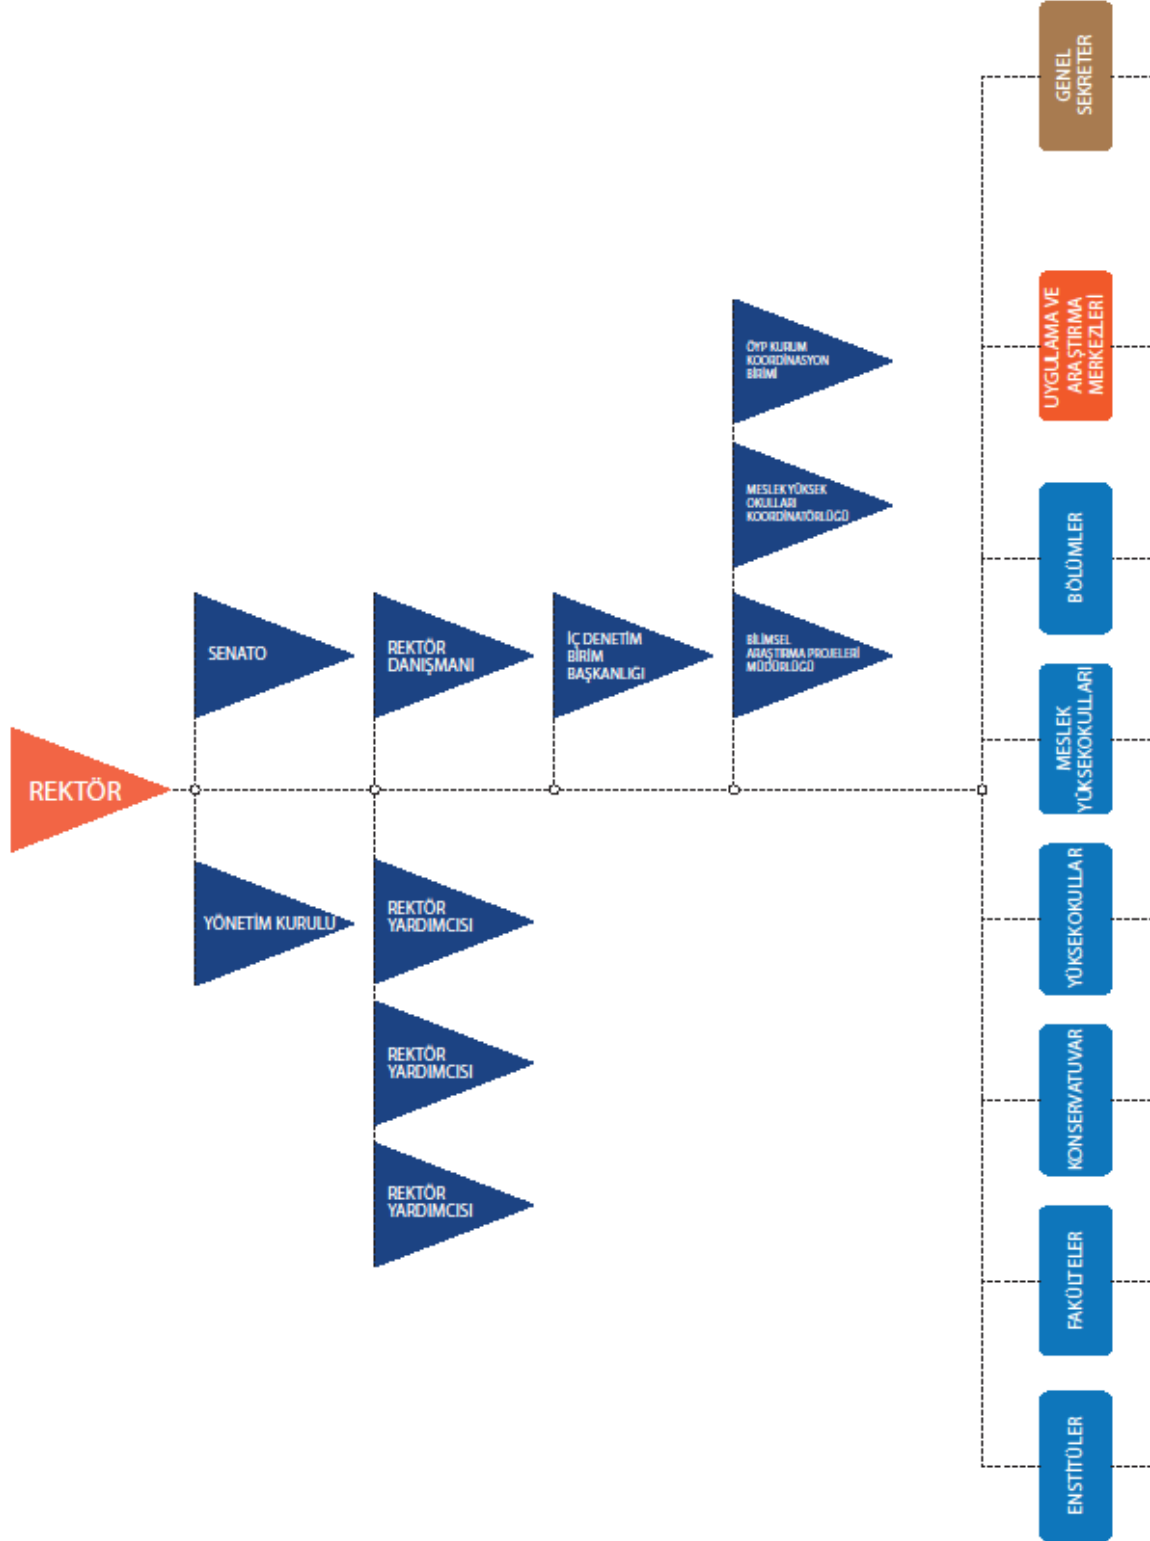 REKTÖR
SENATO
YÖNETİM KURULU
REKTÖR
DANIŞMANI
REKTÖR
YARDIMCISI
REKTÖR
YARDIMCISI
REKTÖR
YARDIMCISI
İÇ DENETİM
BİRİM
BAŞKANLIĞI
ÖYP KURUM
KOORDİNASYON
BİRİMİ
MESLEK YÜKSEK
OKULLARI
KOORDİNATÖRLÜĞÜ
BİLİMSEL
ARAŞTIRMA PROJELERİ
MÜDÜRLÜĞÜ
GENEL
SEKRETER
UYGULAMA VE
ARAŞTIRMA
MERKEZLERİ
BÖLÜMLER
MESLEK
YÜKSEKOKULLARI
YÜKSEKOKULLAR
KONSERVATUVAR
FAKÜLTELER
ENSTİTÜLER